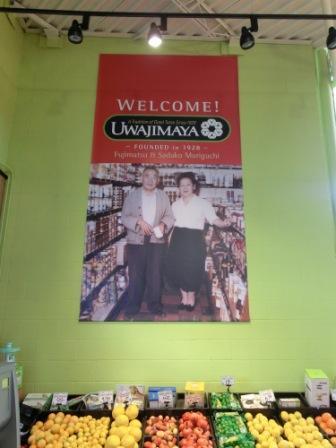 WELCOME!
A Tradition of Good Taste Since 1928
UWAJIMAYA
– FOUNDED in 1928 –
Fujimatsu & Sadako Moriguchi